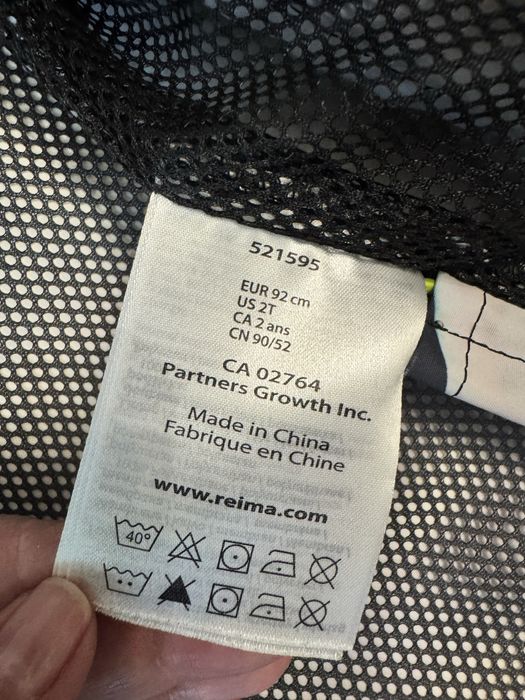 521595
EUR 92 cm
US 2T
CA 2 ans
CN 90/52
CA 02764
Partners Growth Inc.
Made in China
Fabrique en Chine
www.reima.com
40°